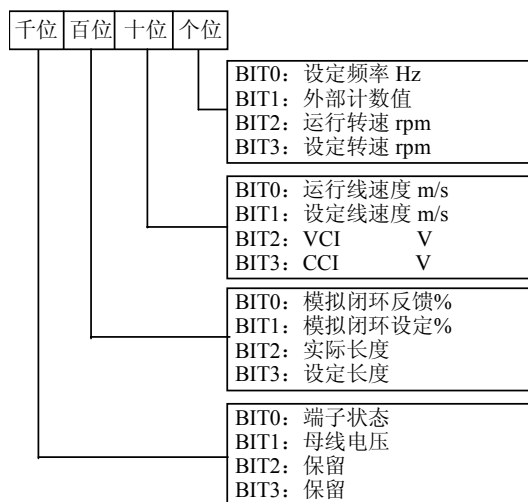 千位 百位 十位 个位
BIT0：设定频率 Hz
BIT1：外部计数值
BIT2：运行转速 rpm
BIT3：设定转速 rpm
BIT0：运行线速度 m/s
BIT1：设定线速度 m/s
BIT2：VCI V
BIT3：CCI V
BIT0：模拟闭环反馈%
BIT1：模拟闭环设定%
BIT2：实际长度
BIT3：设定长度
BIT0：端子状态
BIT1：母线电压
BIT2：保留
BIT3：保留